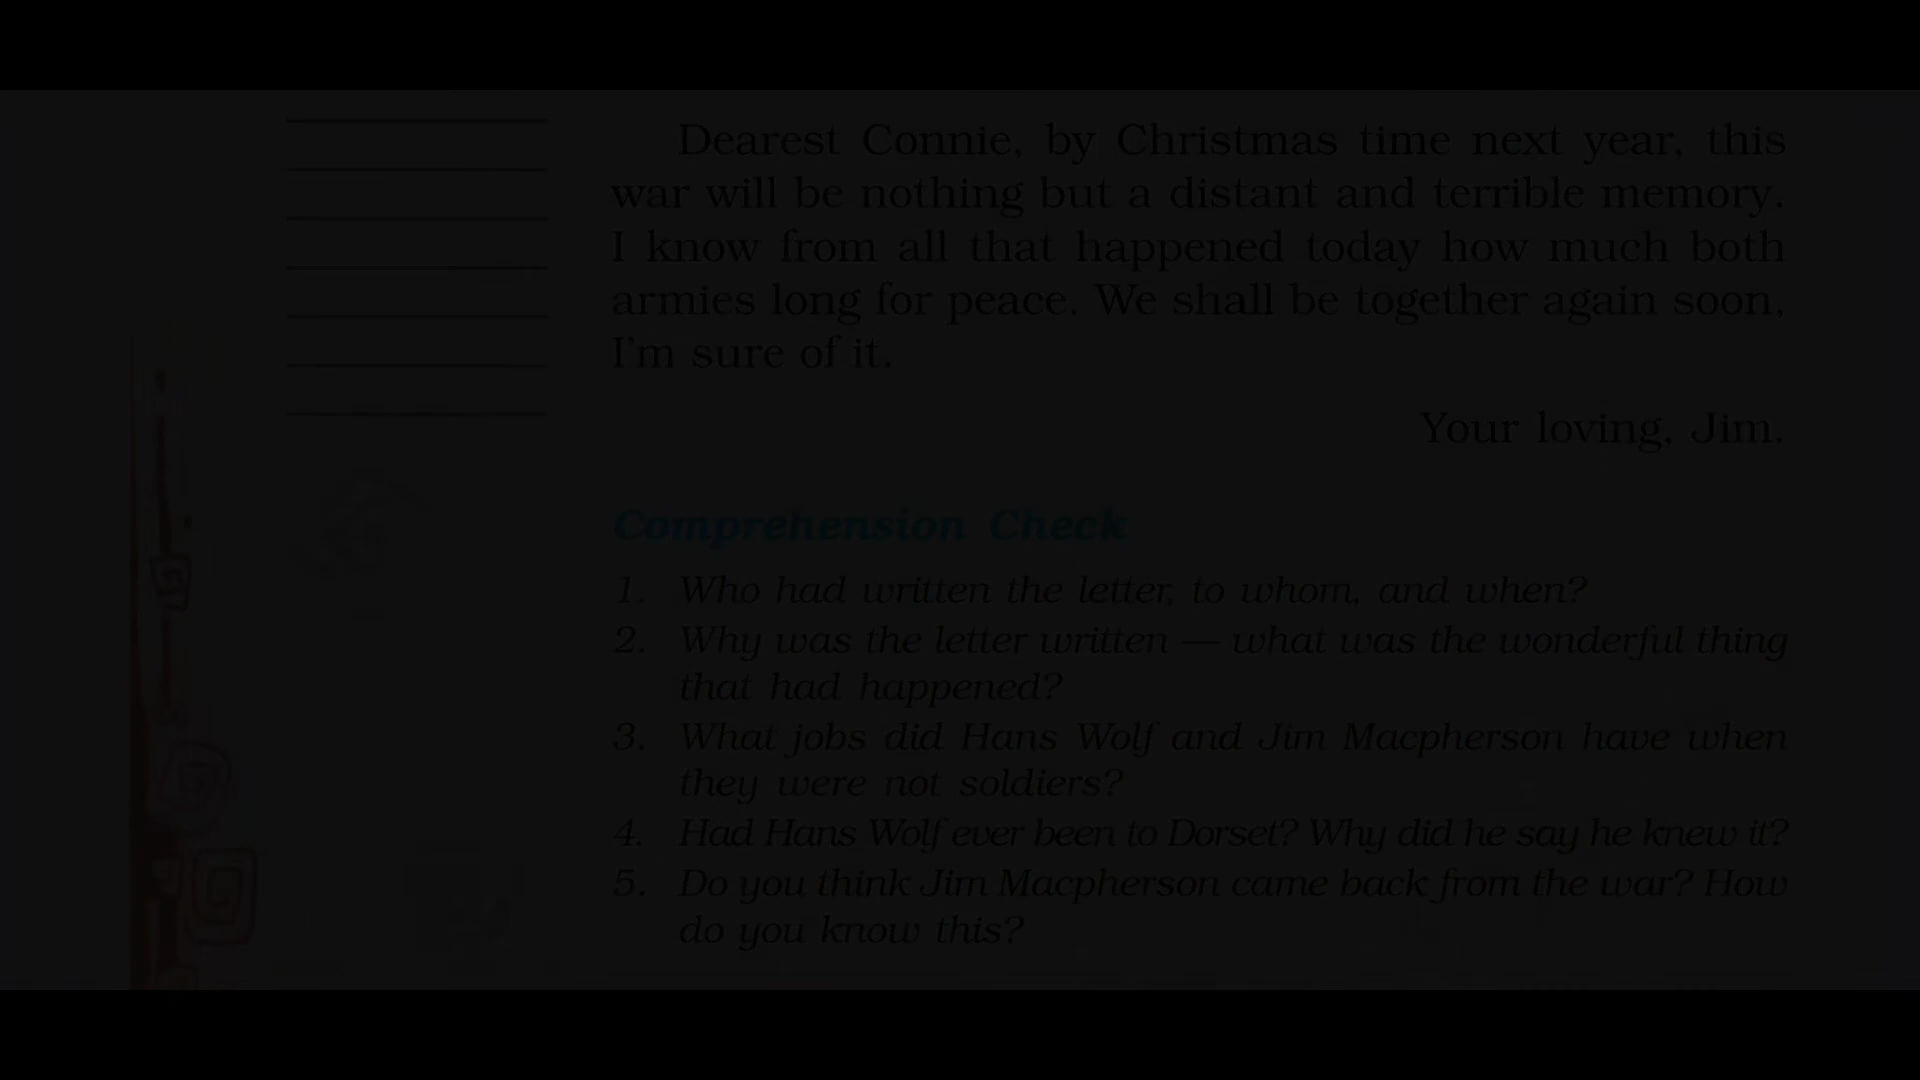 Dearest Connie, by Christmas time next year, this
war will be nothing but a distant and terrible memory.
I know from all that happened today how much both
armies long for peace. We shall be together again soon,
I'm sure of it.
Your loving, Jim.
Comprehension Check
1. Who had written the letter, to whom, and when?
2. Why was the letter written — what was the wonderful thing
that had happened?
3. What jobs did Hans Wolf and Jim Macpherson have when
they were not soldiers?
4. Had Hans Wolf ever been to Dorset? Why did he say he knew it?
5. Do you think Jim Macpherson came back from the war? How
do you know this?